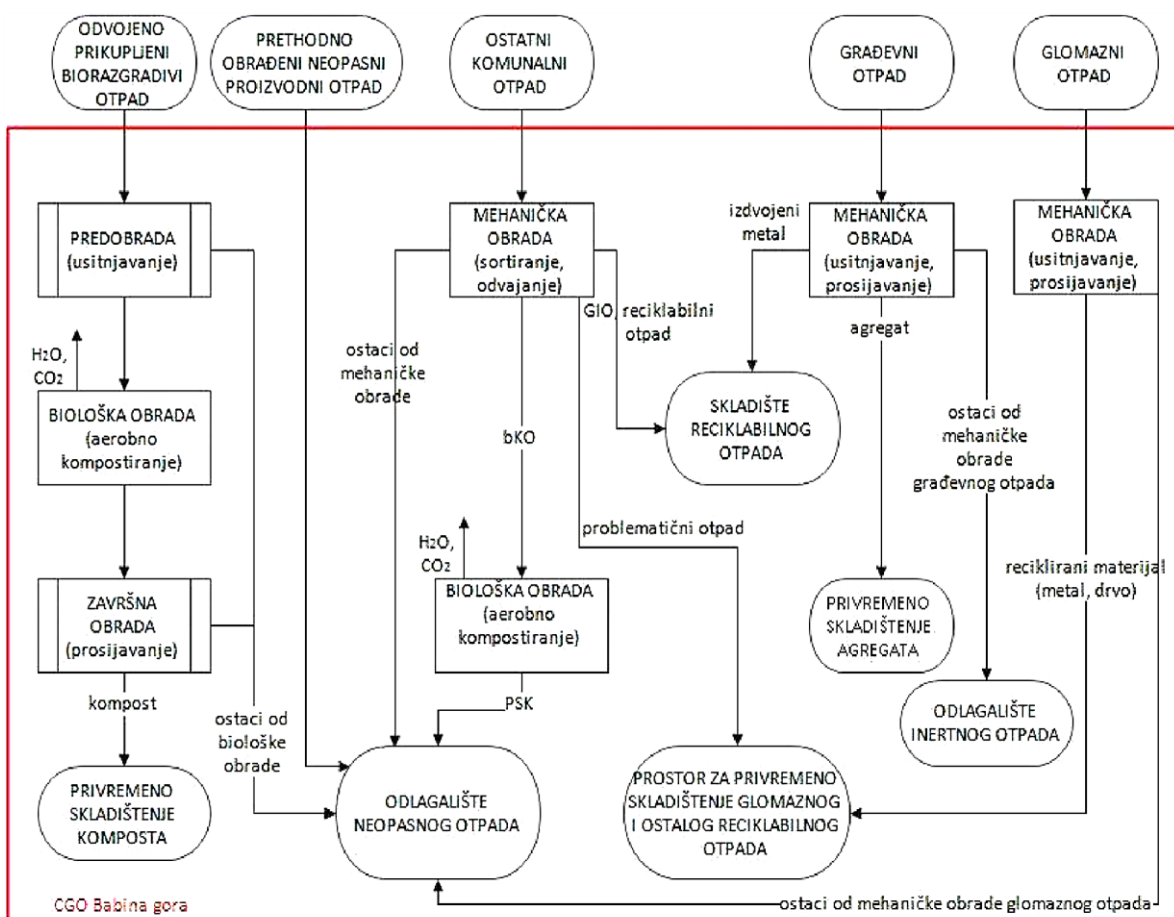 ODVOJENO
PRIKUPLJENI
BIORAZGRADIVI
OTPAD
PRETHODNO
OBRAĐENI NEOPASNI
PROIZVODNI OTPAD
OSTATNI
KOMUNALNI
OTPAD
GRAĐEVNI
OTPAD
GLOMAZNI
OTPAD
PREDOBRADA
(usitnjavanje)
MEHANIČKA
OBRADA
(sortiranje,
odvajanje)
izdvojeni
metal
MEHANIČKA
OBRADA
(usitnjavanje,
prosijavanje)
MEHANIČKA
OBRADA
(usitnjavanje,
prosijavanje)
H2O,
CO2
ostaci od
mehaničke
obrade
GIO, reciklabilni
otpad
agregat
BIOLOŠKA OBRADA
(aerobno
kompostiranje)
bKO
SKLADIŠTE
RECIKLABILNOG
OTPADA
ostaci od
mehaničke
obrade
građevnog otpada
H2O,
CO2
problematični otpad
reciklirani materijal
(metal, drvo)
ZAVRŠNA
OBRADA
(prosijavanje)
BIOLOŠKA OBRADA
(aerobno
kompostiranje)
PRIVREMENO
SKLADIŠTENJE
AGREGATA
kompost
ostaci od
biološke
obrade
PSK
ODLAGALIŠTE
INERTNOG OTPADA
PRIVREMENO
SKLADIŠTENJE
KOMPOSTA
ODLAGALIŠTE
NEOPASNOG OTPADA
PROSTOR ZA PRIVREMENO
SKLADIŠTENJE GLOMAZNOG
I OSTALOG RECIKLABILNOG
OTPADA
CGO Babina gora
ostaci od mehaničke obrade glomaznog otpada